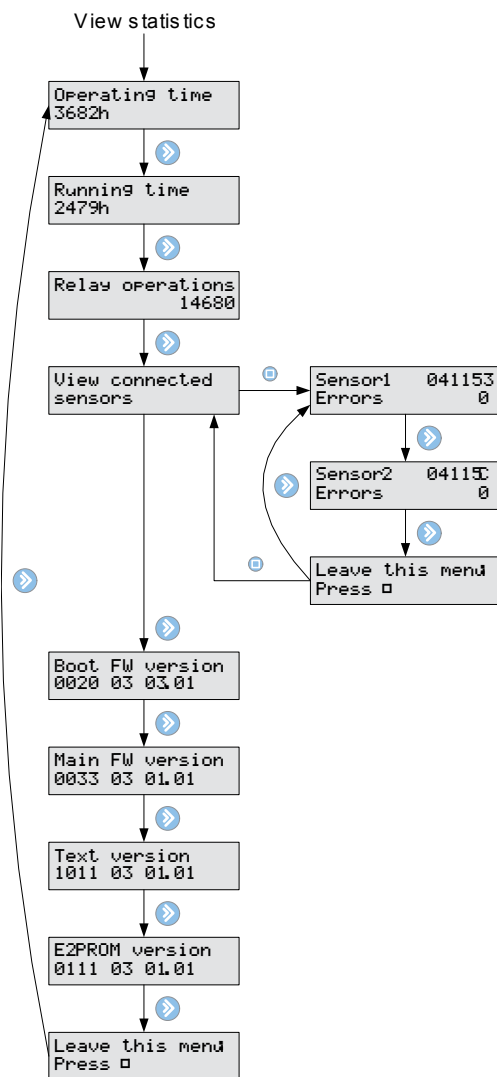 View statistics
Operating time
3682h
Running time
2479h
Relay operations
14680
View connected
sensors
Sensor1 041153
Errors 0
Sensor2 04115C
Errors 0
Leave this menu
Press □
Boot FW version
0020 03 03.01
Main FW version
0033 03 01.01
Text version
1011 03 01.01
E2PROM version
0111 03 01.01
Leave this menu
Press □